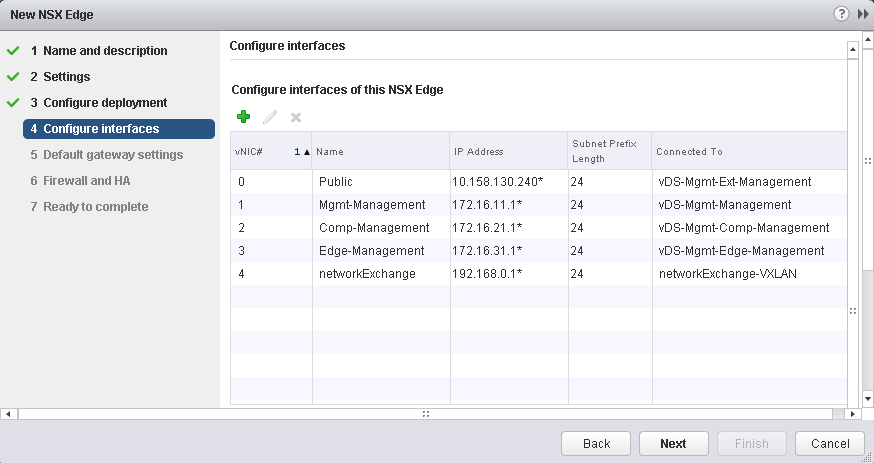 New NSX Edge
?
1 Name and description
2 Settings
3 Configure deployment
4 Configure interfaces
5 Default gateway settings
6 Firewall and HA
7 Ready to complete
Configure interfaces
Configure interfaces of this NSX Edge
vNIC# 1 ▲ Name IP Address Subnet Prefix Length Connected To
0 Public 10.158.130.240* 24 vDS-Mgmt-Ext-Management
1 Mgmt-Management 172.16.11.1* 24 vDS-Mgmt-Management
2 Comp-Management 172.16.21.1* 24 vDS-Mgmt-Comp-Management
3 Edge-Management 172.16.31.1* 24 vDS-Mgmt-Edge-Management
4 networkExchange 192.168.0.1* 24 networkExchange-VXLAN
Back Next Finish Cancel